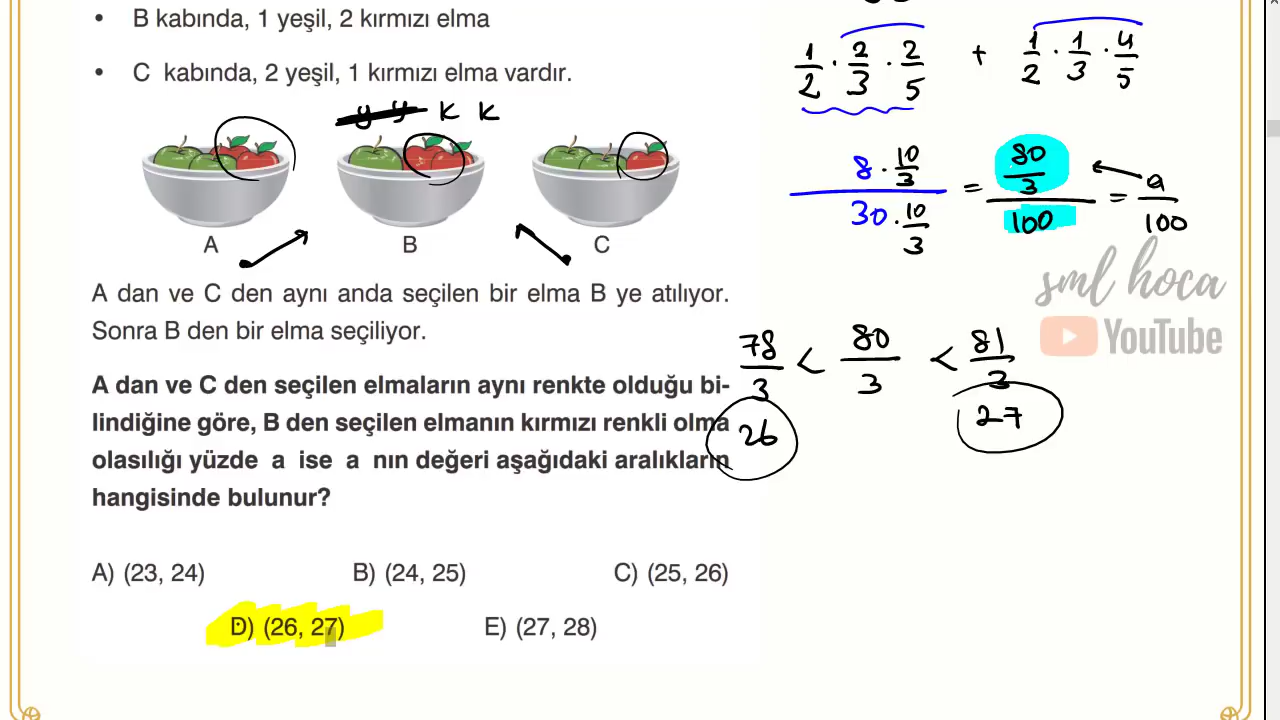 • B kabında, 1 yeşil, 2 kırmızı elma
• C kabında, 2 yeşil, 1 kırmızı elma vardır.
y y K K
A B C
A dan ve C den aynı anda seçilen bir elma B ye atılıyor.
Sonra B den bir elma seçiliyor.
A dan ve C den seçilen elmaların aynı renkte olduğu bi-
lindiğine göre, B den seçilen elmanın kırmızı renkli olma
olasılığı yüzde a ise a nın değeri aşağıdaki aralıkların
hangisinde bulunur?
A) (23, 24) B) (24, 25) C) (25, 26)
D) (26, 27) E) (27, 28)
1/2 · 2/3 · 2/5 + 1/2 · 1/3 · 4/5
8 · 10/3 / 30 · 10/3 = 80/3 / 100 = a/100
sml hoca
YouTube
78/3 < 80/3 < 81/3
26 27